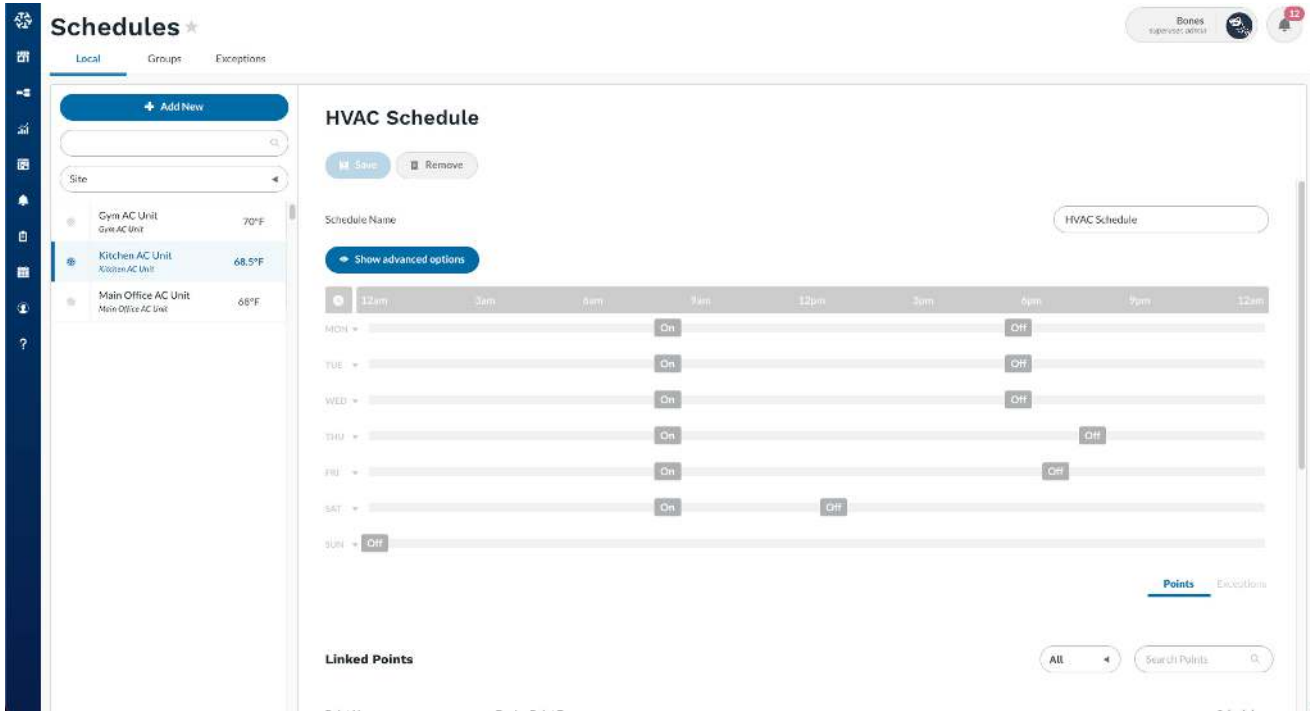 Schedules
Bones
superuser, admin
12
Local Groups Exceptions
+ Add New
Site
Gym AC Unit
Gym AC Unit
70°F
Kitchen AC Unit
Kitchen AC Unit
68.5°F
Main Office AC Unit
Main Office AC Unit
68°F
?
HVAC Schedule
Save Remove
Schedule Name HVAC Schedule
Show advanced options
12am 3am 6am 9am 12pm 3pm 6pm 9pm 12am
MON On Off
TUE On Off
WED On Off
THU On Off
FRI On Off
SAT On Off
SUN Off
Points Exceptions
Linked Points All Search Points